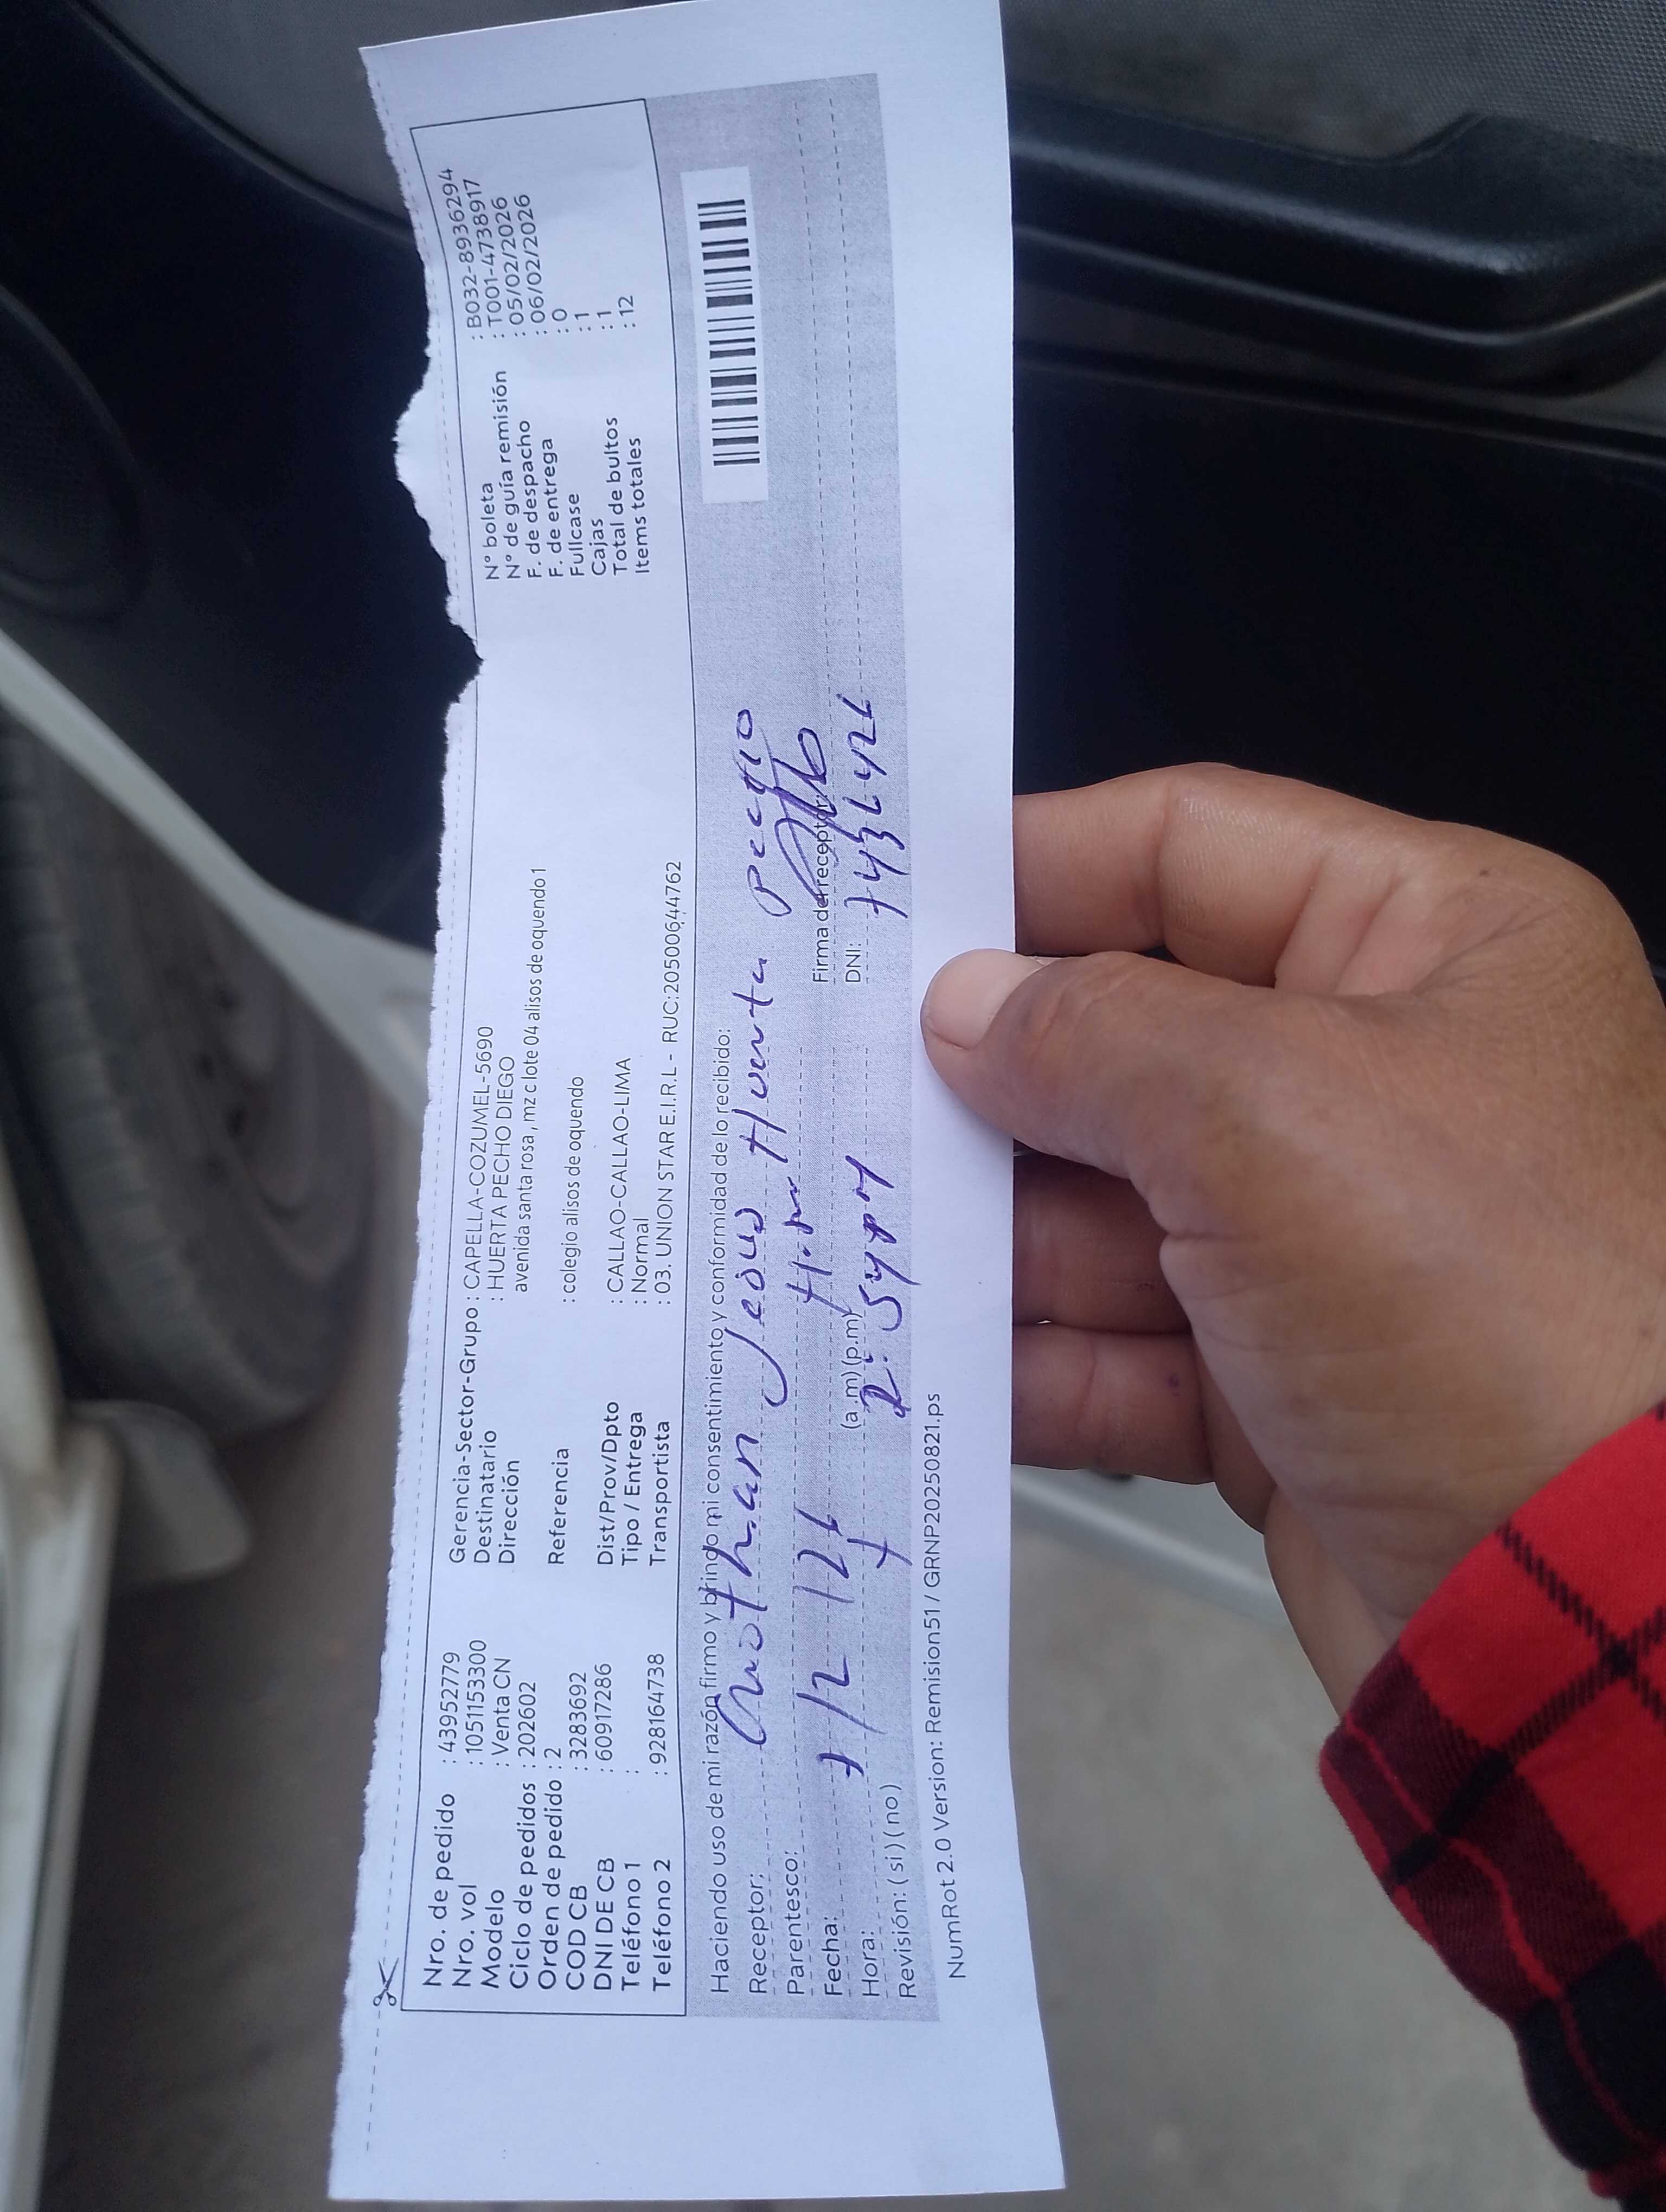 Nro. de pedido : 43952779
Nro. vol : 1051153300
Modelo : Venta CN
Ciclo de pedidos : 202602
Orden de pedido : 2
COD CB : 3283692
DNI DE CB : 60917286
Teléfono 1 :
Teléfono 2 : 928164738
Gerencia-Sector-Grupo : CAPELLA-COZUMEL-5690
Destinatario : HUERTA PECHO DIEGO
Dirección avenida santa rosa , mz c lote 04 alisos de oquendo 1
Referencia : colegio alisos de oquendo
Dist/Prov/Dpto : CALLAO-CALLAO-LIMA
Tipo / Entrega : Normal
Transportista : 03. UNION STAR E.I.R.L - RUC:20500644762
N° boleta : B032-8936294
N° de guía remisión : T001-4738917
F. de despacho : 05/02/2026
F. de entrega : 06/02/2026
Fullcase : 0
Cajas : 1
Total de bultos : 1
Items totales : 12
Haciendo uso de mi razón firmo y brindo mi consentimiento y conformidad de lo recibido:
Receptor: Jesus Huerta Pecho
Parentesco:
Fecha: 7/2/26
Firma del receptor:
Hora: (a.m)(p.m)
DNI:
Revisión: ( si ) ( no )
NumRot 2.0 Version: Remision51 / GRNP20250821.ps